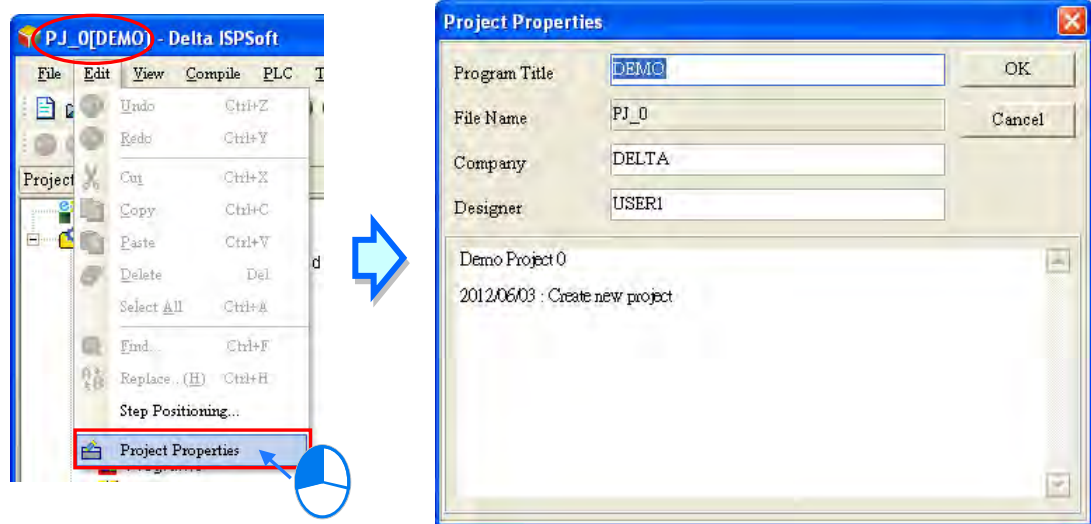 PJ_0[DEMO] - Delta ISPSoft
File Edit View Compile PLC T
Undo Ctrl+Z
Redo Ctrl+Y
Project
Cut Ctrl+X
Copy Ctrl+C
Paste Ctrl+V
d
Delete Del
Select All Ctrl+A
Find... Ctrl+F
Replace...(H) Ctrl+H
Step Positioning...
Project Properties
Project Properties
Program Title DEMO OK
File Name PJ_0 Cancel
Company DELTA
Designer USER1
Demo Project 0
2012/06/03 : Create new project